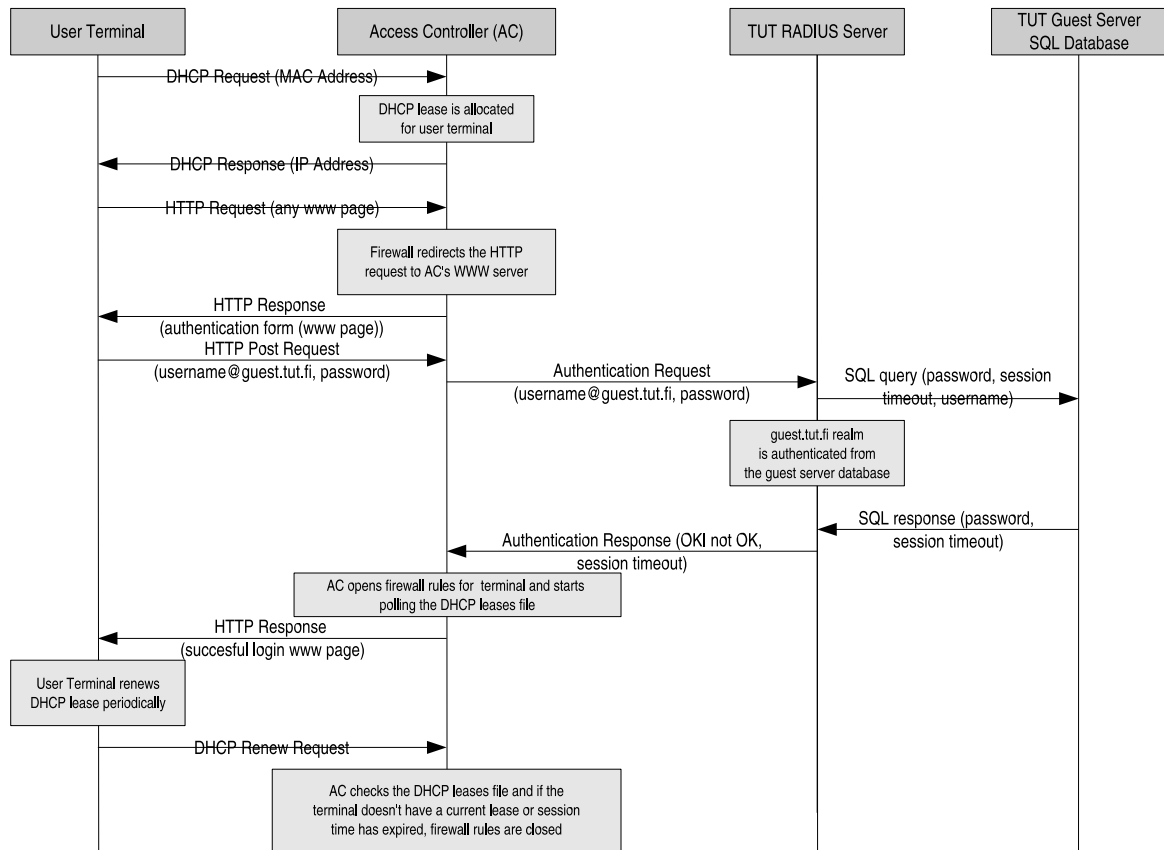 User Terminal
Access Controller (AC)
TUT RADIUS Server
TUT Guest Server
SQL Database
DHCP Request (MAC Address)
DHCP lease is allocated
for user terminal
DHCP Response (IP Address)
HTTP Request (any www page)
Firewall redirects the HTTP
request to AC's WWW server
HTTP Response
(authentication form (www page))
HTTP Post Request
(username@guest.tut.fi, password)
Authentication Request
(username@guest.tut.fi, password)
SQL query (password, session
timeout, username)
guest.tut.fi realm
is authenticated from
the guest server database
SQL response (password,
session timeout)
Authentication Response (OKI not OK,
session timeout)
AC opens firewall rules for terminal and starts
polling the DHCP leases file
HTTP Response
(succesful login www page)
User Terminal renews
DHCP lease periodically
DHCP Renew Request
AC checks the DHCP leases file and if the
terminal doesn't have a current lease or session
time has expired, firewall rules are closed